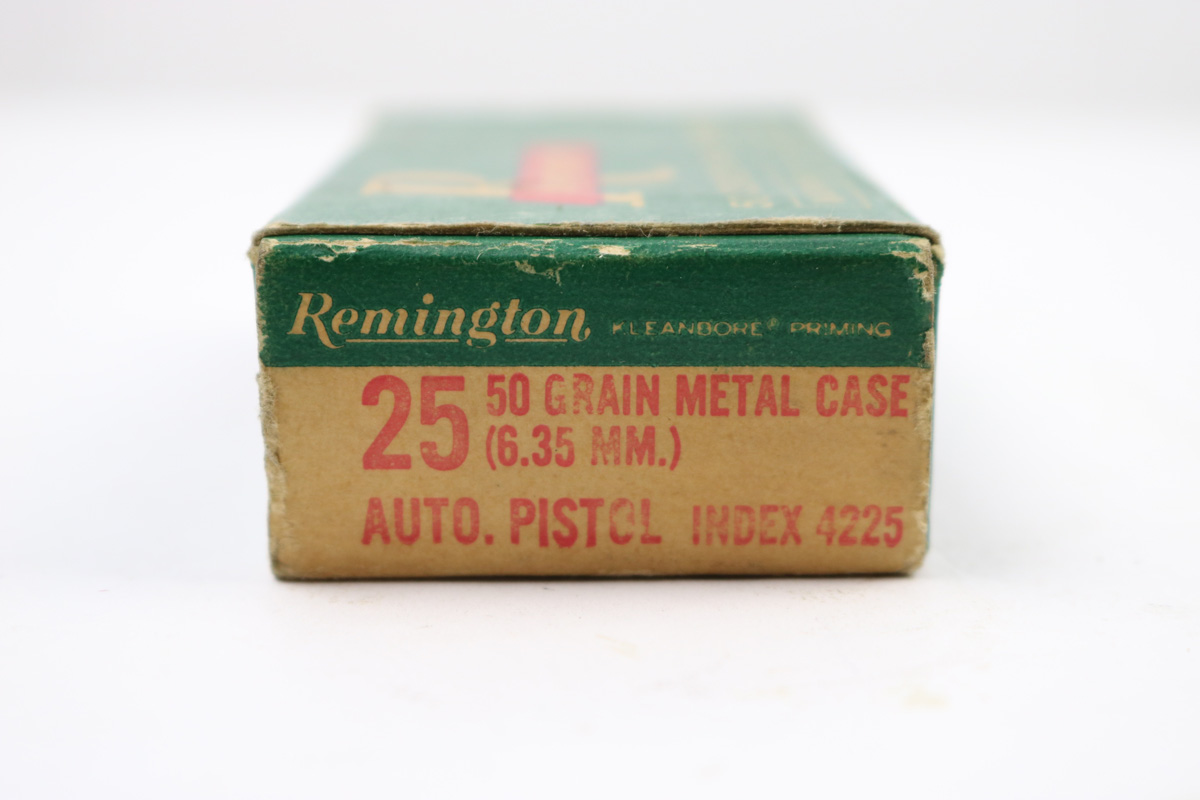 Remington, KLEANBORE® PRIMING
25 50 GRAIN METAL CASE
(6.35 MM.)
AUTO. PISTOL INDEX 4225